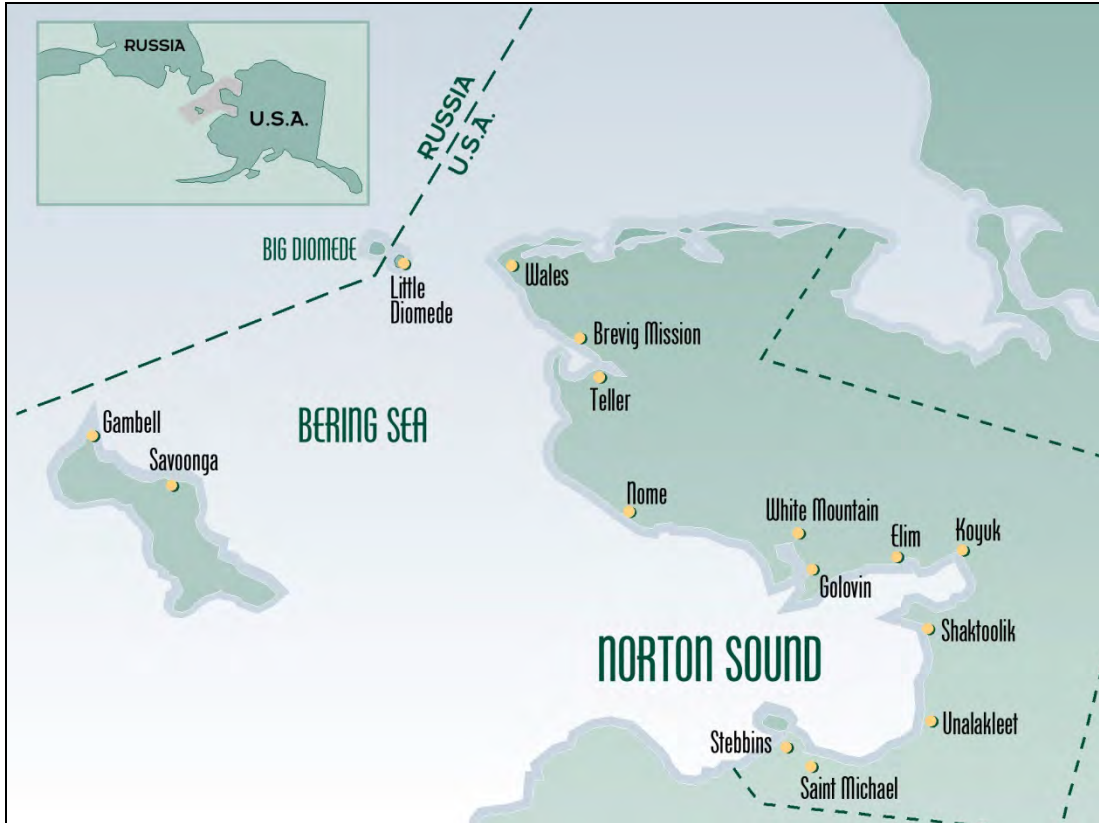 RUSSIA
U.S.A.
RUSSIA
U.S.A.
BIG DIOMEDE
Little
Diomede
Wales
Brevig Mission
Teller
BERING SEA
Gambell
Savoonga
Nome
White Mountain
Elim
Koyuk
Golovin
Shaktoolik
NORTON SOUND
Unalakleet
Stebbins
Saint Michael